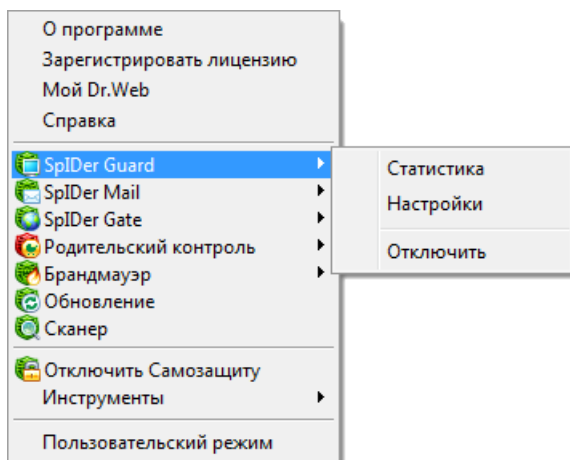 О программе
Зарегистрировать лицензию
Мой Dr.Web
Справка
SpIDer Guard
SpIDer Mail
SpIDer Gate
Родительский контроль
Брандмауэр
Обновление
Сканер
Отключить Самозащиту
Инструменты
Пользовательский режим
Статистика
Настройки
Отключить